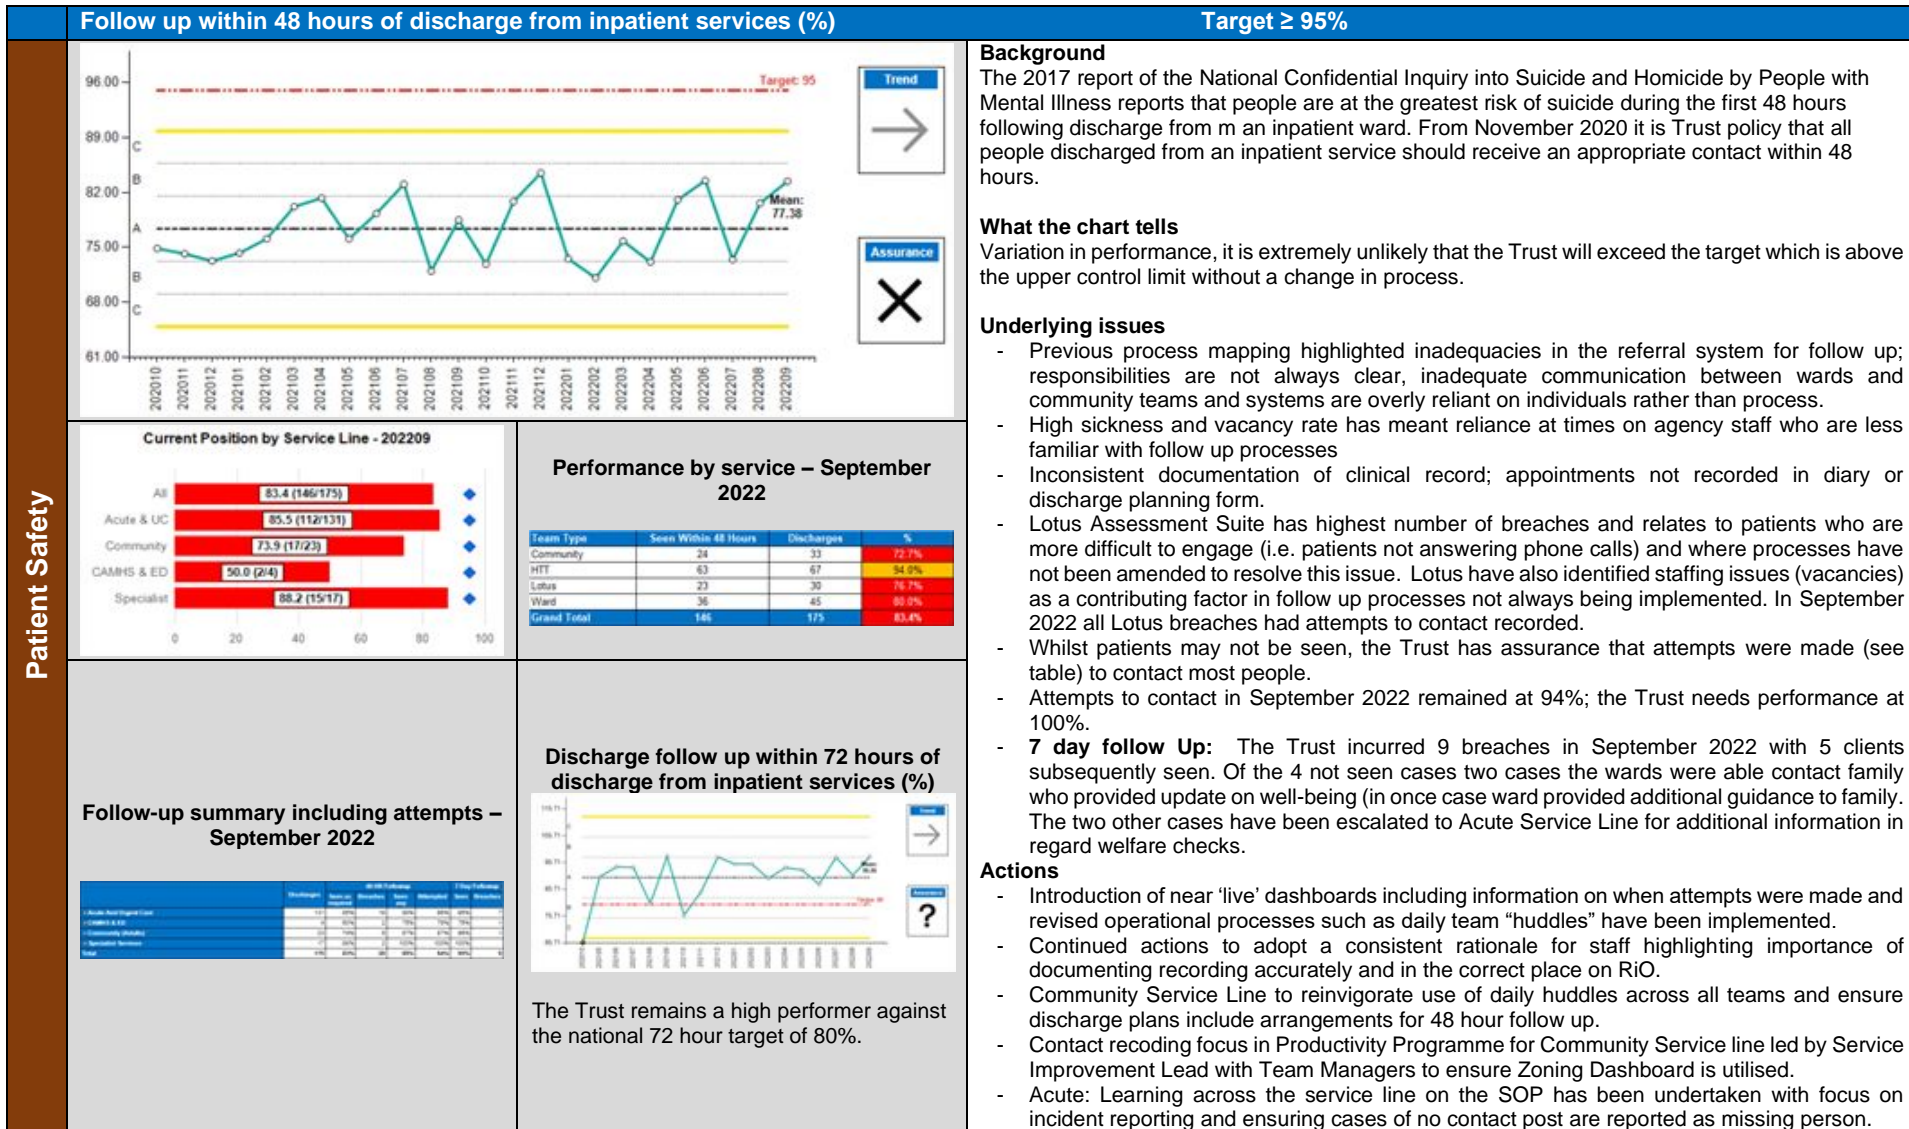 Follow up within 48 hours of discharge from inpatient services (%)
Target ≥ 95%
Patient Safety
96.00
89.00
82.00
75.00
68.00
61.00
C
B
A
B
C
Target: 95
Mean:
77.38
202010
202011
202012
202101
202102
202103
202104
202105
202106
202107
202108
202109
202110
202111
202112
202201
202202
202203
202204
202205
202206
202207
202208
202209
Trend
Assurance
Current Position by Service Line - 202209
All
83.4 (146/175)
Acute & UC
85.5 (112/131)
Community
73.9 (17/23)
CAMHS & ED
50.0 (2/4)
Specialist
88.2 (15/17)
0 20 40 60 80 100
Performance by service – September
2022
Team Type Seen Within 48 Hours Discharges %
Community 24 33 72.7%
HTT 63 67 94.0%
Lotus 23 30 76.7%
Ward 36 45 80.0%
Grand Total 146 175 83.4%
Follow-up summary including attempts –
September 2022
Discharge follow up within 72 hours of
discharge from inpatient services (%)
Trend
Assurance
?
The Trust remains a high performer against
the national 72 hour target of 80%.
Background
The 2017 report of the National Confidential Inquiry into Suicide and Homicide by People with
Mental Illness reports that people are at the greatest risk of suicide during the first 48 hours
following discharge from m an inpatient ward. From November 2020 it is Trust policy that all
people discharged from an inpatient service should receive an appropriate contact within 48
hours.
What the chart tells
Variation in performance, it is extremely unlikely that the Trust will exceed the target which is above
the upper control limit without a change in process.
Underlying issues
- Previous process mapping highlighted inadequacies in the referral system for follow up;
responsibilities are not always clear, inadequate communication between wards and
community teams and systems are overly reliant on individuals rather than process.
- High sickness and vacancy rate has meant reliance at times on agency staff who are less
familiar with follow up processes
- Inconsistent documentation of clinical record; appointments not recorded in diary or
discharge planning form.
- Lotus Assessment Suite has highest number of breaches and relates to patients who are
more difficult to engage (i.e. patients not answering phone calls) and where processes have
not been amended to resolve this issue. Lotus have also identified staffing issues (vacancies)
as a contributing factor in follow up processes not always being implemented. In September
2022 all Lotus breaches had attempts to contact recorded.
- Whilst patients may not be seen, the Trust has assurance that attempts were made (see
table) to contact most people.
- Attempts to contact in September 2022 remained at 94%; the Trust needs performance at
100%.
- 7 day follow Up: The Trust incurred 9 breaches in September 2022 with 5 clients
subsequently seen. Of the 4 not seen cases two cases the wards were able contact family
who provided update on well-being (in once case ward provided additional guidance to family.
The two other cases have been escalated to Acute Service Line for additional information in
regard welfare checks.
Actions
- Introduction of near ‘live’ dashboards including information on when attempts were made and
revised operational processes such as daily team “huddles” have been implemented.
- Continued actions to adopt a consistent rationale for staff highlighting importance of
documenting recording accurately and in the correct place on RiO.
- Community Service Line to reinvigorate use of daily huddles across all teams and ensure
discharge plans include arrangements for 48 hour follow up.
- Contact recoding focus in Productivity Programme for Community Service line led by Service
Improvement Lead with Team Managers to ensure Zoning Dashboard is utilised.
- Acute: Learning across the service line on the SOP has been undertaken with focus on
incident reporting and ensuring cases of no contact post are reported as missing person.